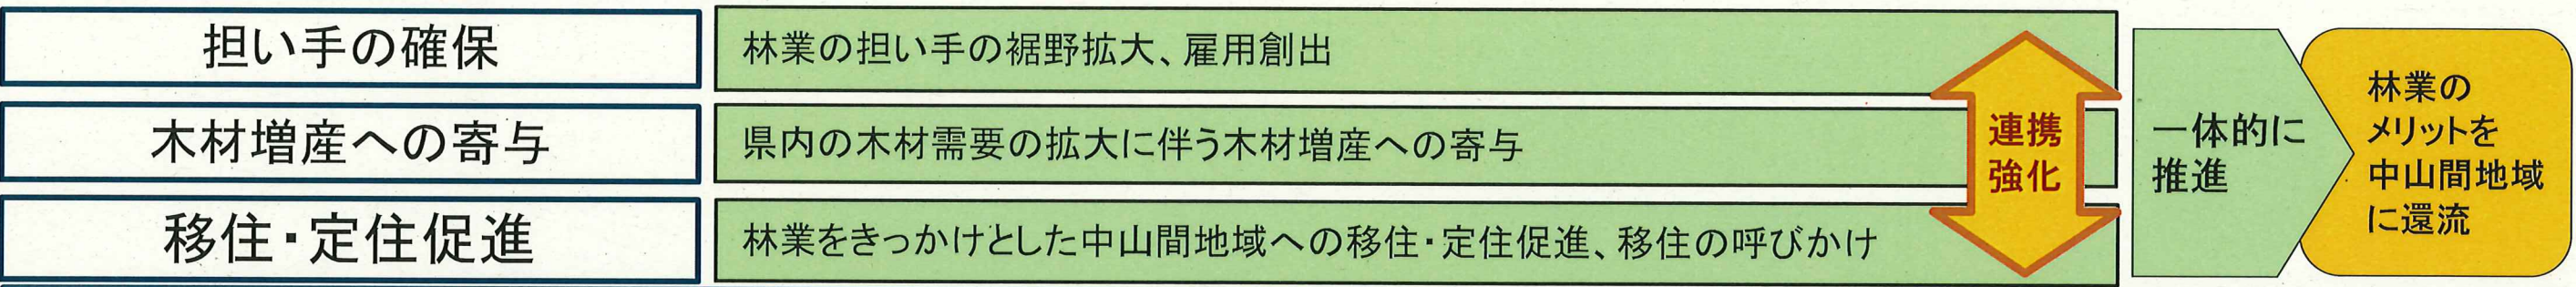 担い手の確保
林業の担い手の裾野拡大、雇用創出
木材増産への寄与
県内の木材需要の拡大に伴う木材増産への寄与
移住・定住促進
林業をきっかけとした中山間地域への移住・定住促進、移住の呼びかけ
連携
強化
一体的に
推進
林業の
メリットを
中山間地域
に還流